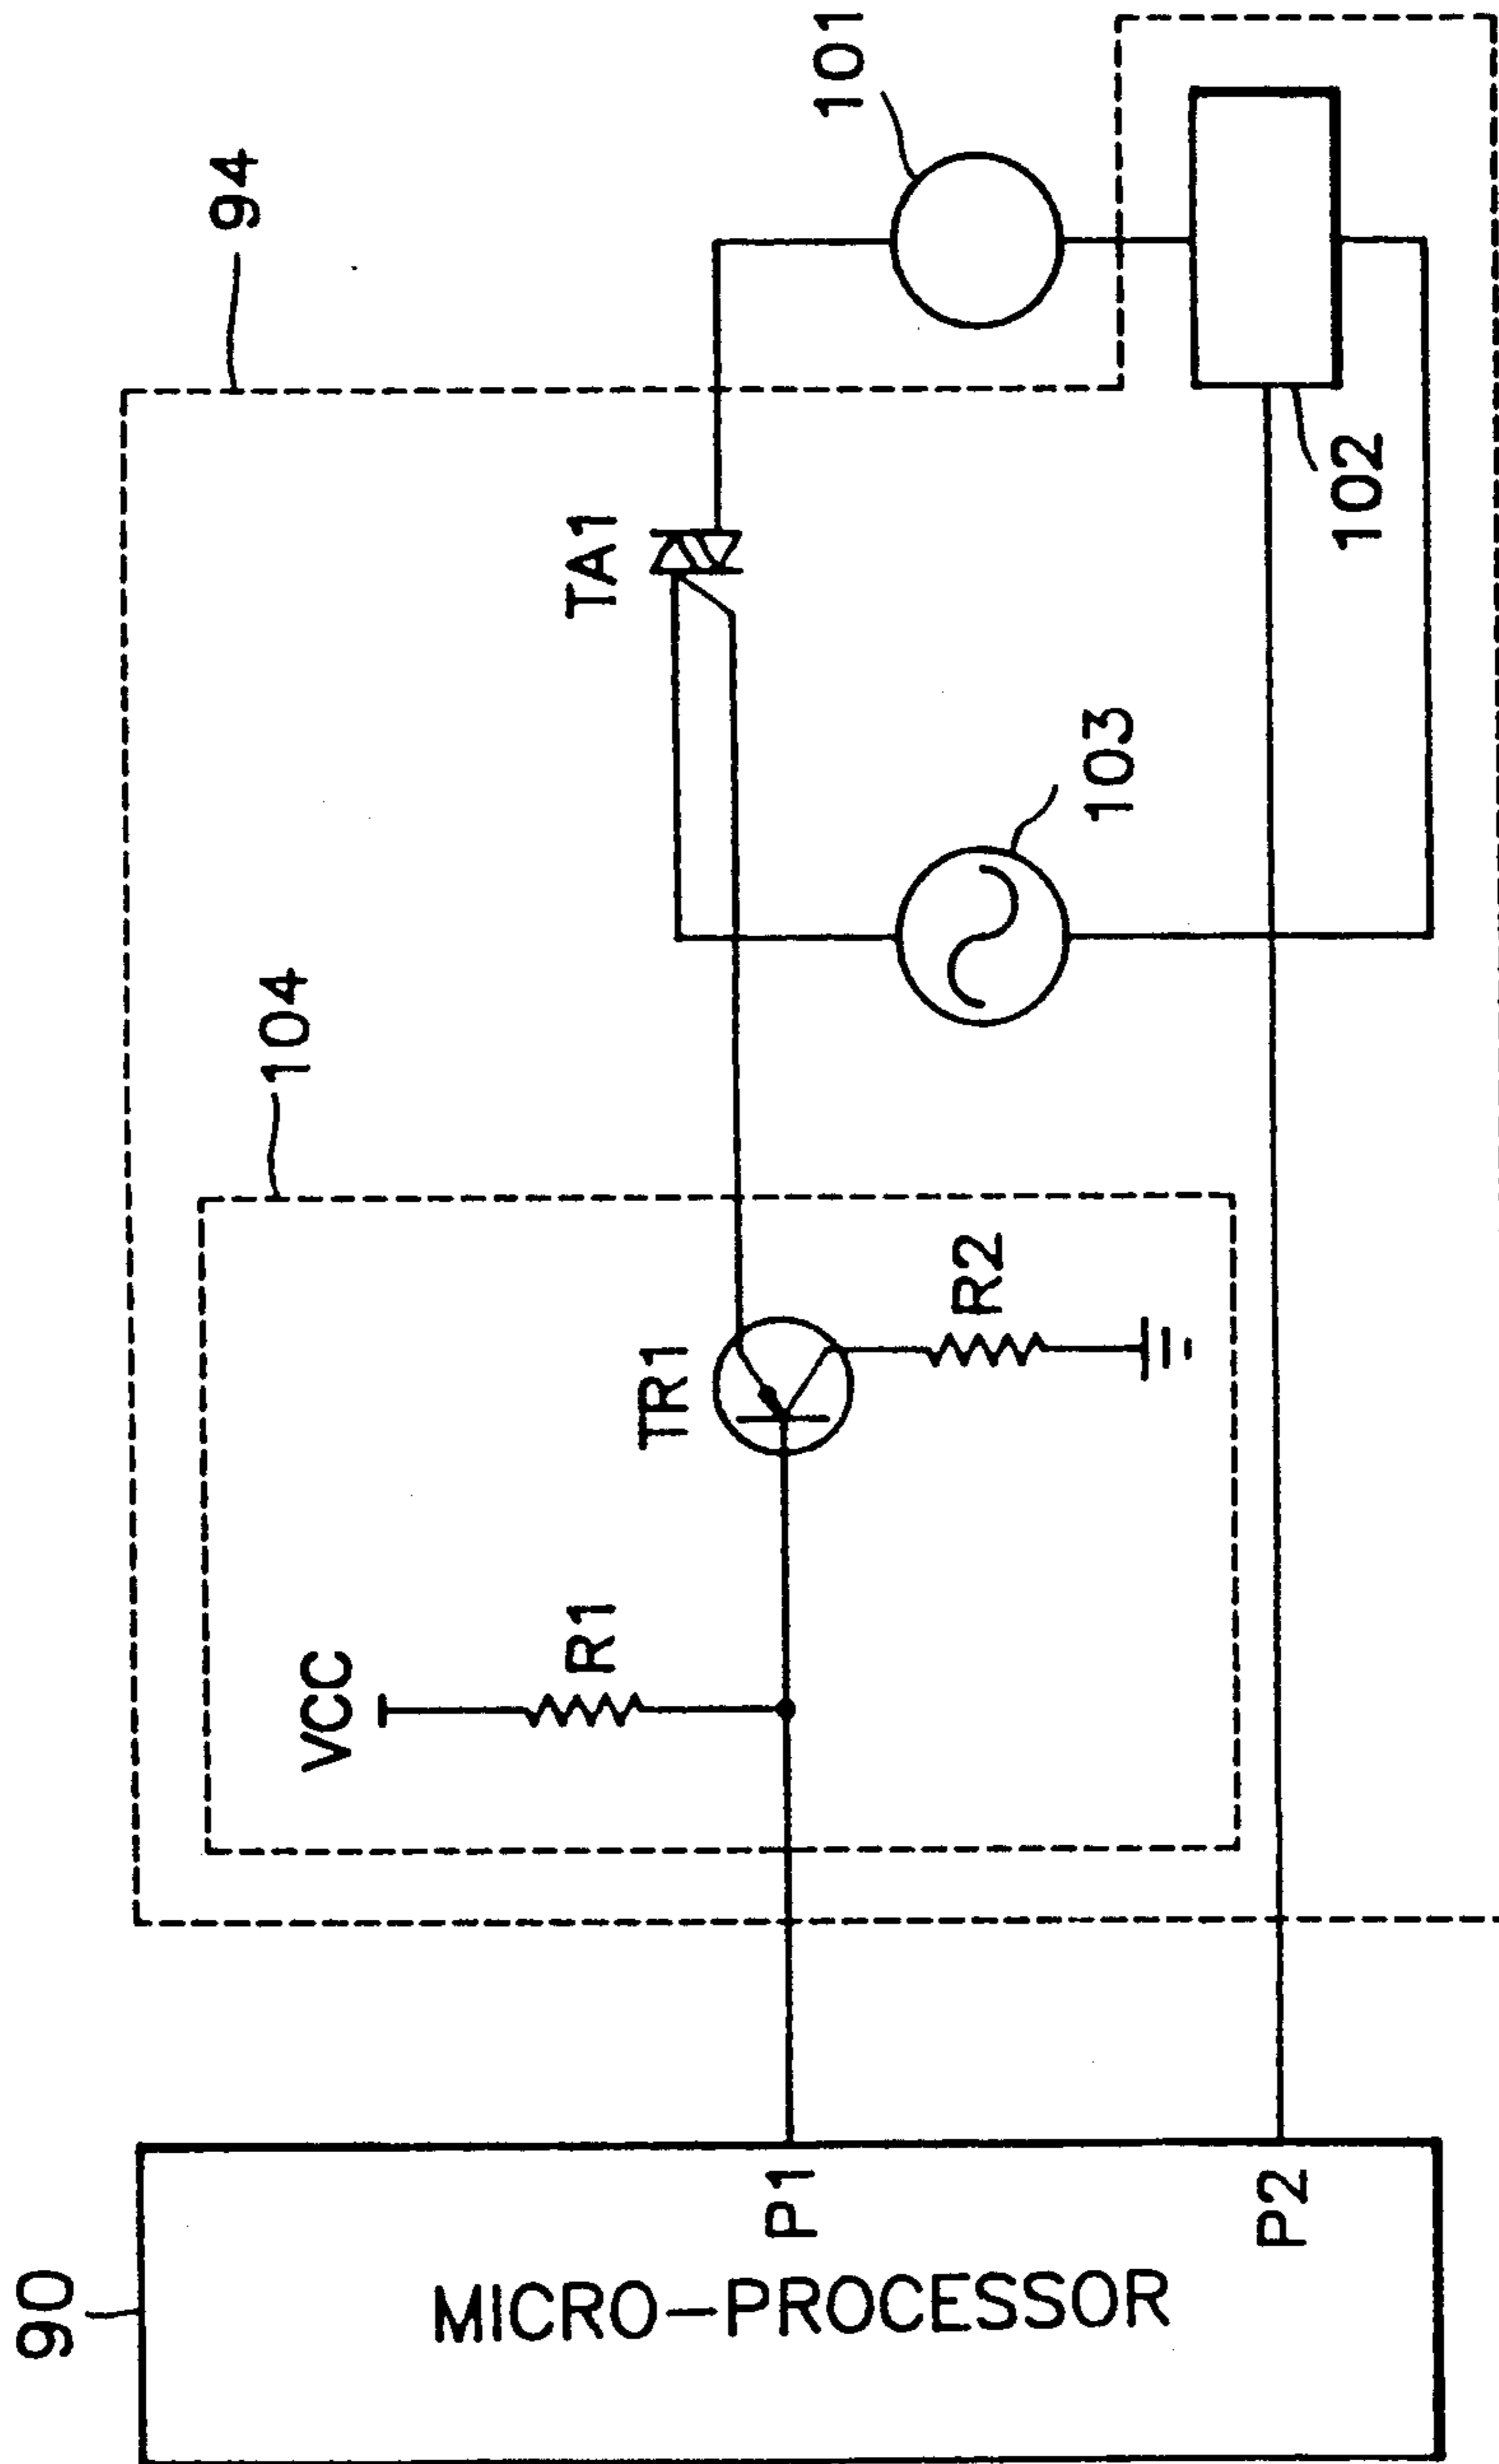 90
MICRO-PROCESSOR
P1
P2
94
104
VCC
R1
TR1
R2
TA1
103
101
102